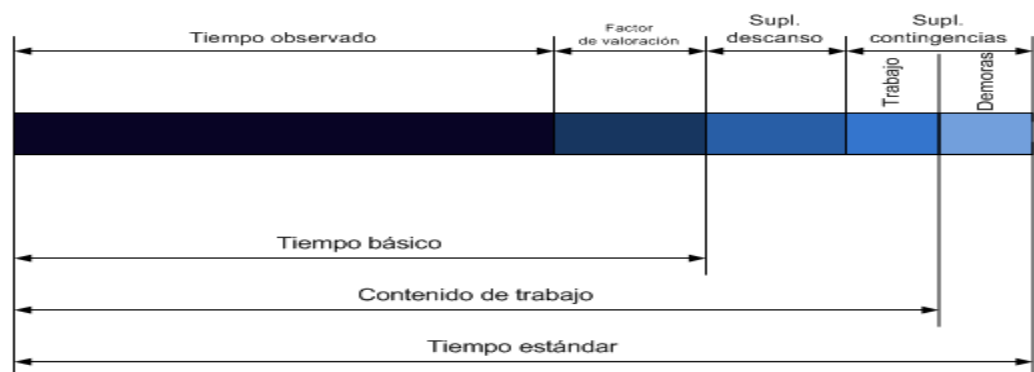 Tiempo observado
Factor
de valoración
Supl.
descanso
Supl.
contingencias
Trabajo
Demoras
Tiempo básico
Contenido de trabajo
Tiempo estándar